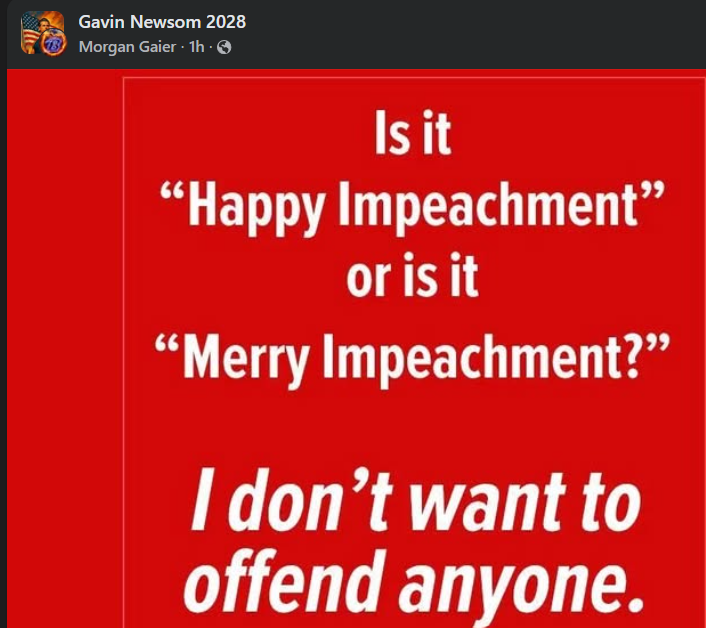 Gavin Newsom 2028
Morgan Gaier · 1h ·
Is it
“Happy Impeachment”
or is it
“Merry Impeachment?”
I don’t want to
offend anyone.